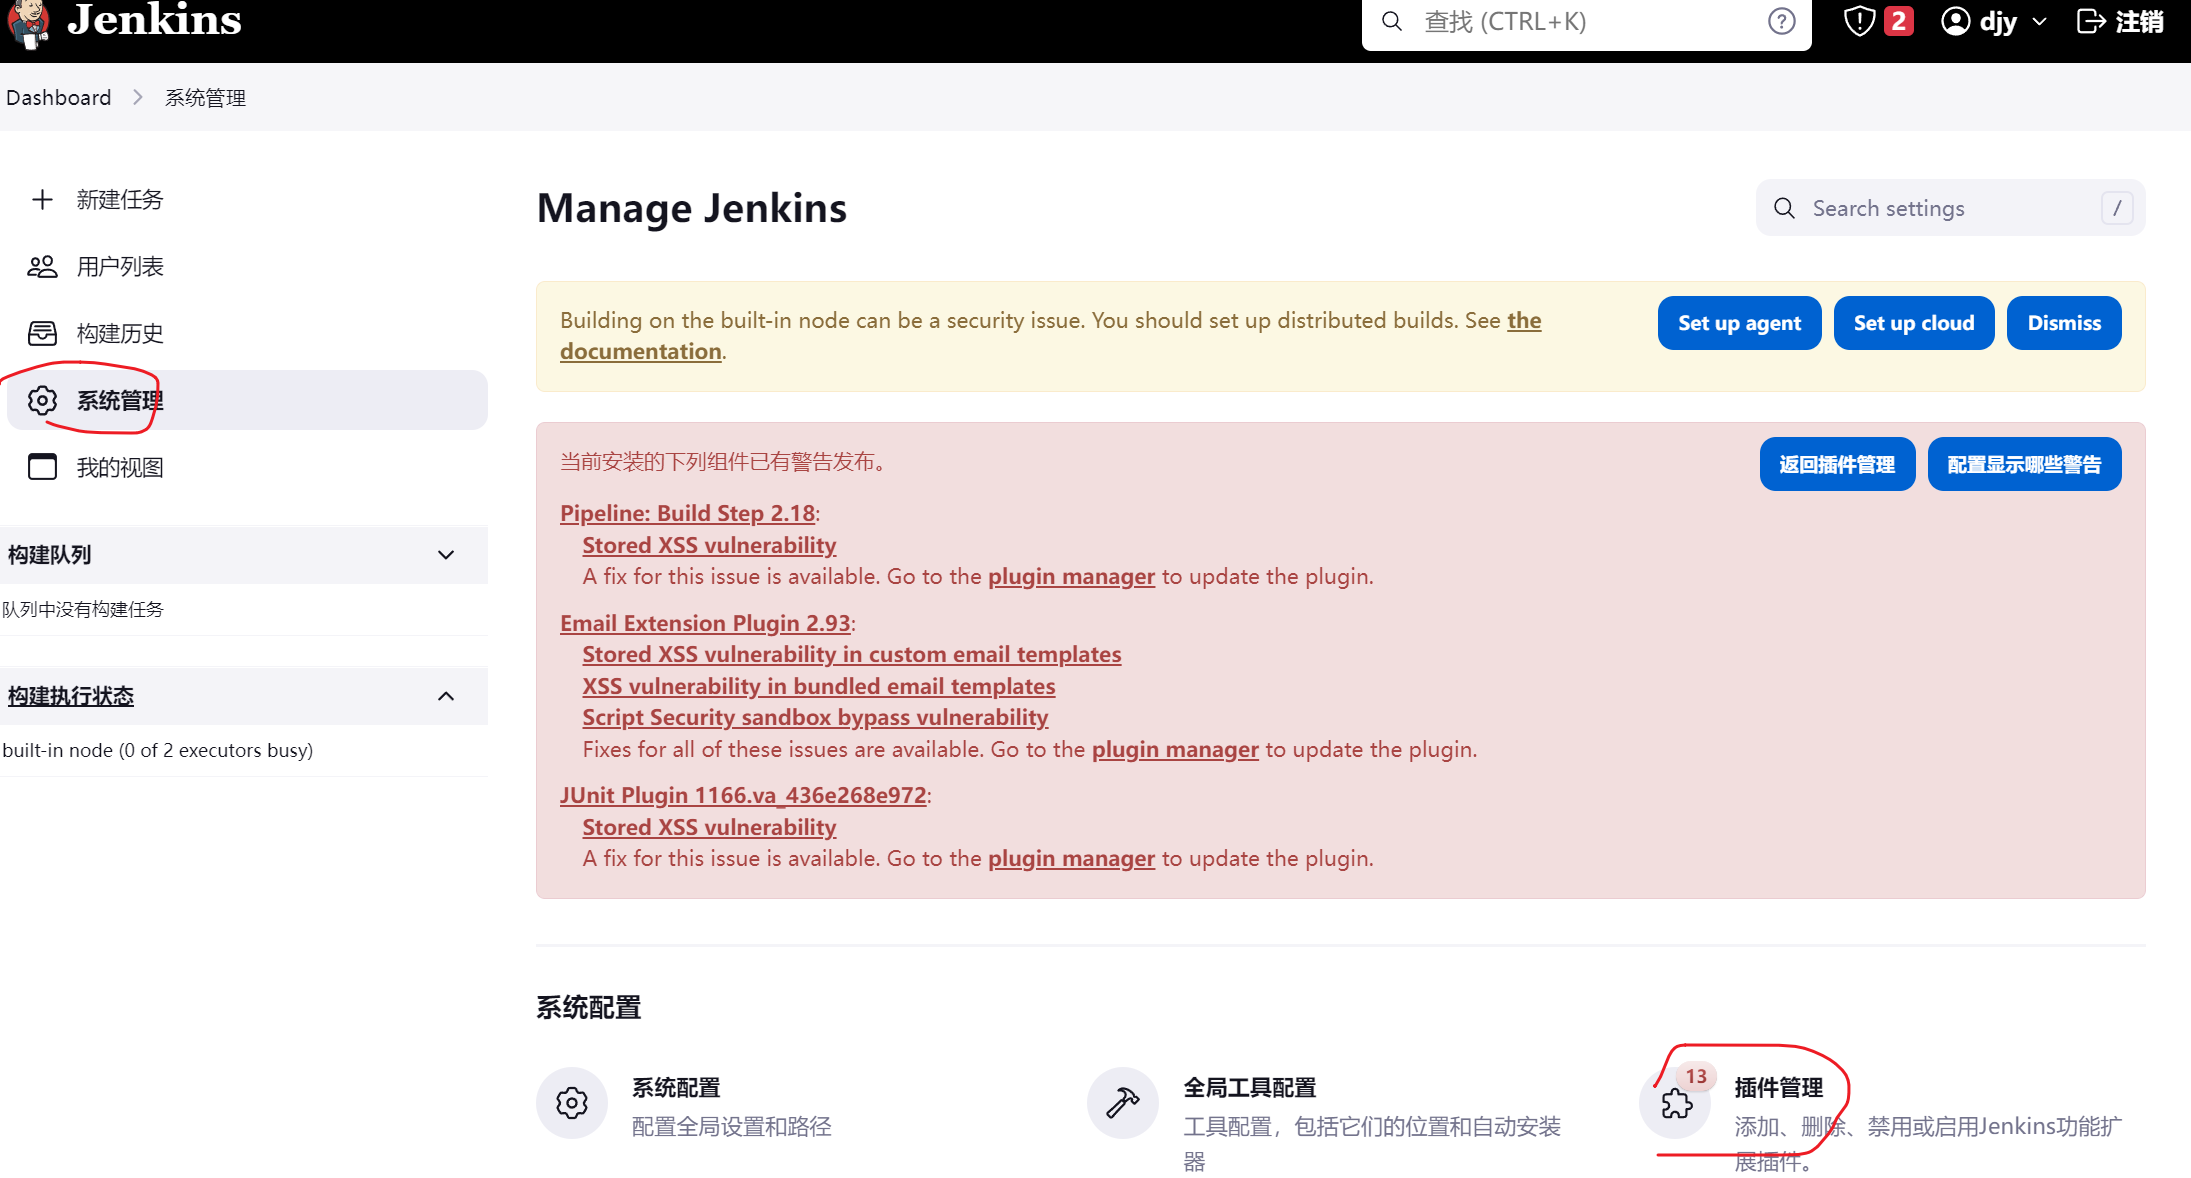 Jenkins
查找 (CTRL+K)
2
djy
注销
Dashboard
系统管理
新建任务
用户列表
构建历史
系统管理
我的视图
构建队列
队列中没有构建任务
构建执行状态
built-in node (0 of 2 executors busy)
Manage Jenkins
Search settings
/
Building on the built-in node can be a security issue. You should set up distributed builds. See the
documentation.
Set up agent
Set up cloud
Dismiss
当前安装的下列组件已有警告发布。
返回插件管理
配置显示哪些警告
Pipeline: Build Step 2.18:
Stored XSS vulnerability
A fix for this issue is available. Go to the plugin manager to update the plugin.
Email Extension Plugin 2.93:
Stored XSS vulnerability in custom email templates
XSS vulnerability in bundled email templates
Script Security sandbox bypass vulnerability
Fixes for all of these issues are available. Go to the plugin manager to update the plugin.
JUnit Plugin 1166.va_436e268e972:
Stored XSS vulnerability
A fix for this issue is available. Go to the plugin manager to update the plugin.
系统配置
系统配置
配置全局设置和路径
全局工具配置
工具配置，包括它们的位置和自动安装
器
13
插件管理
添加、删除、禁用或启用Jenkins功能扩
展插件。